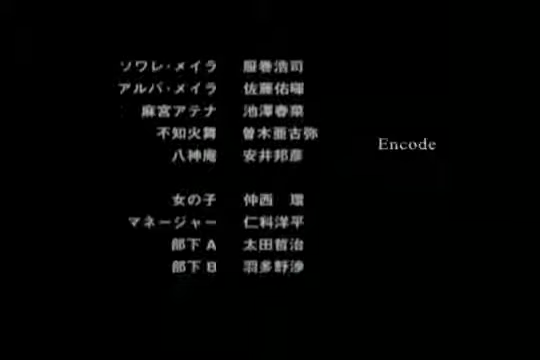 ソワレ・メイラ 服巻浩司
アルバ・メイラ 佐藤佑暉
麻宮アテナ 池澤春菜
不知火舞 曽木亜古弥
八神庵 安井邦彦
Encode
女の子 仲西 環
マネージャー 仁科洋平
部下A 太田哲治
部下B 羽多野渉